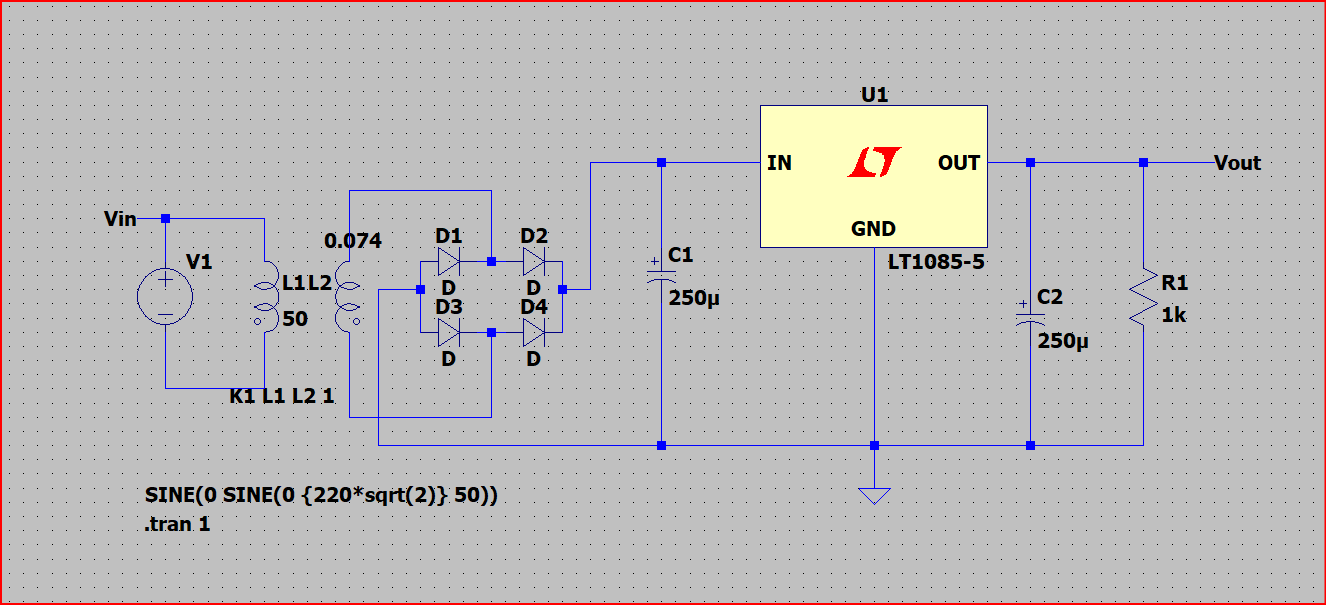 U1
IN
OUT
Vout
GND
LT1085-5
Vin
V1
0.074
L1
L2
50
K1 L1 L2 1
D1
D2
D
D
D3
D4
D
D
C1
250µ
C2
250µ
R1
1k
SINE(0 SINE(0 {220*sqrt(2)} 50))
.tran 1